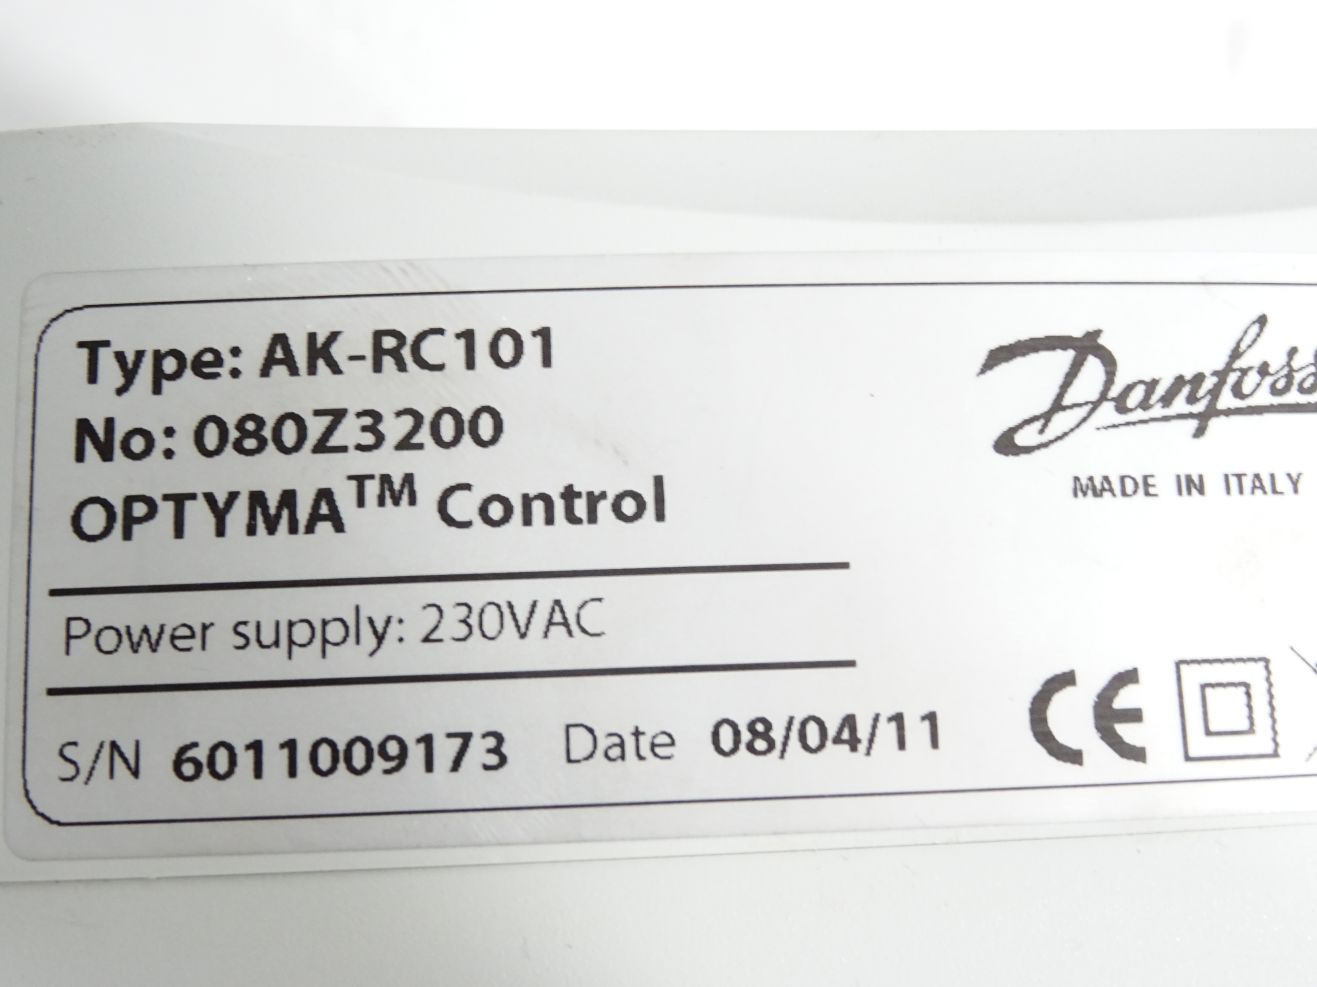 Type: AK-RC101
No: 080Z3200
OPTYMA™ Control
Power supply: 230VAC
S/N 6011009173 Date 08/04/11
Danfoss
MADE IN ITALY
CE